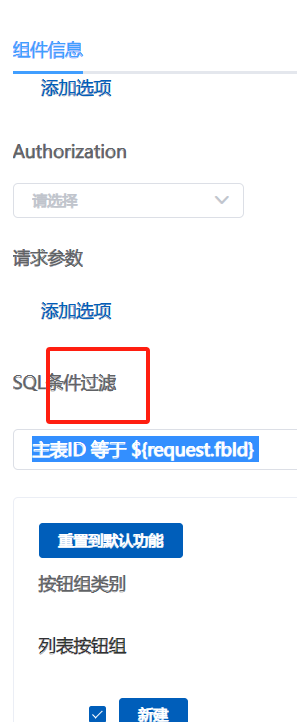 组件信息
添加选项
Authorization
请选择
请求参数
添加选项
SQL条件过滤
主表ID 等于 ${request.fbId}
重置到默认功能
按钮组类别
列表按钮组
新建